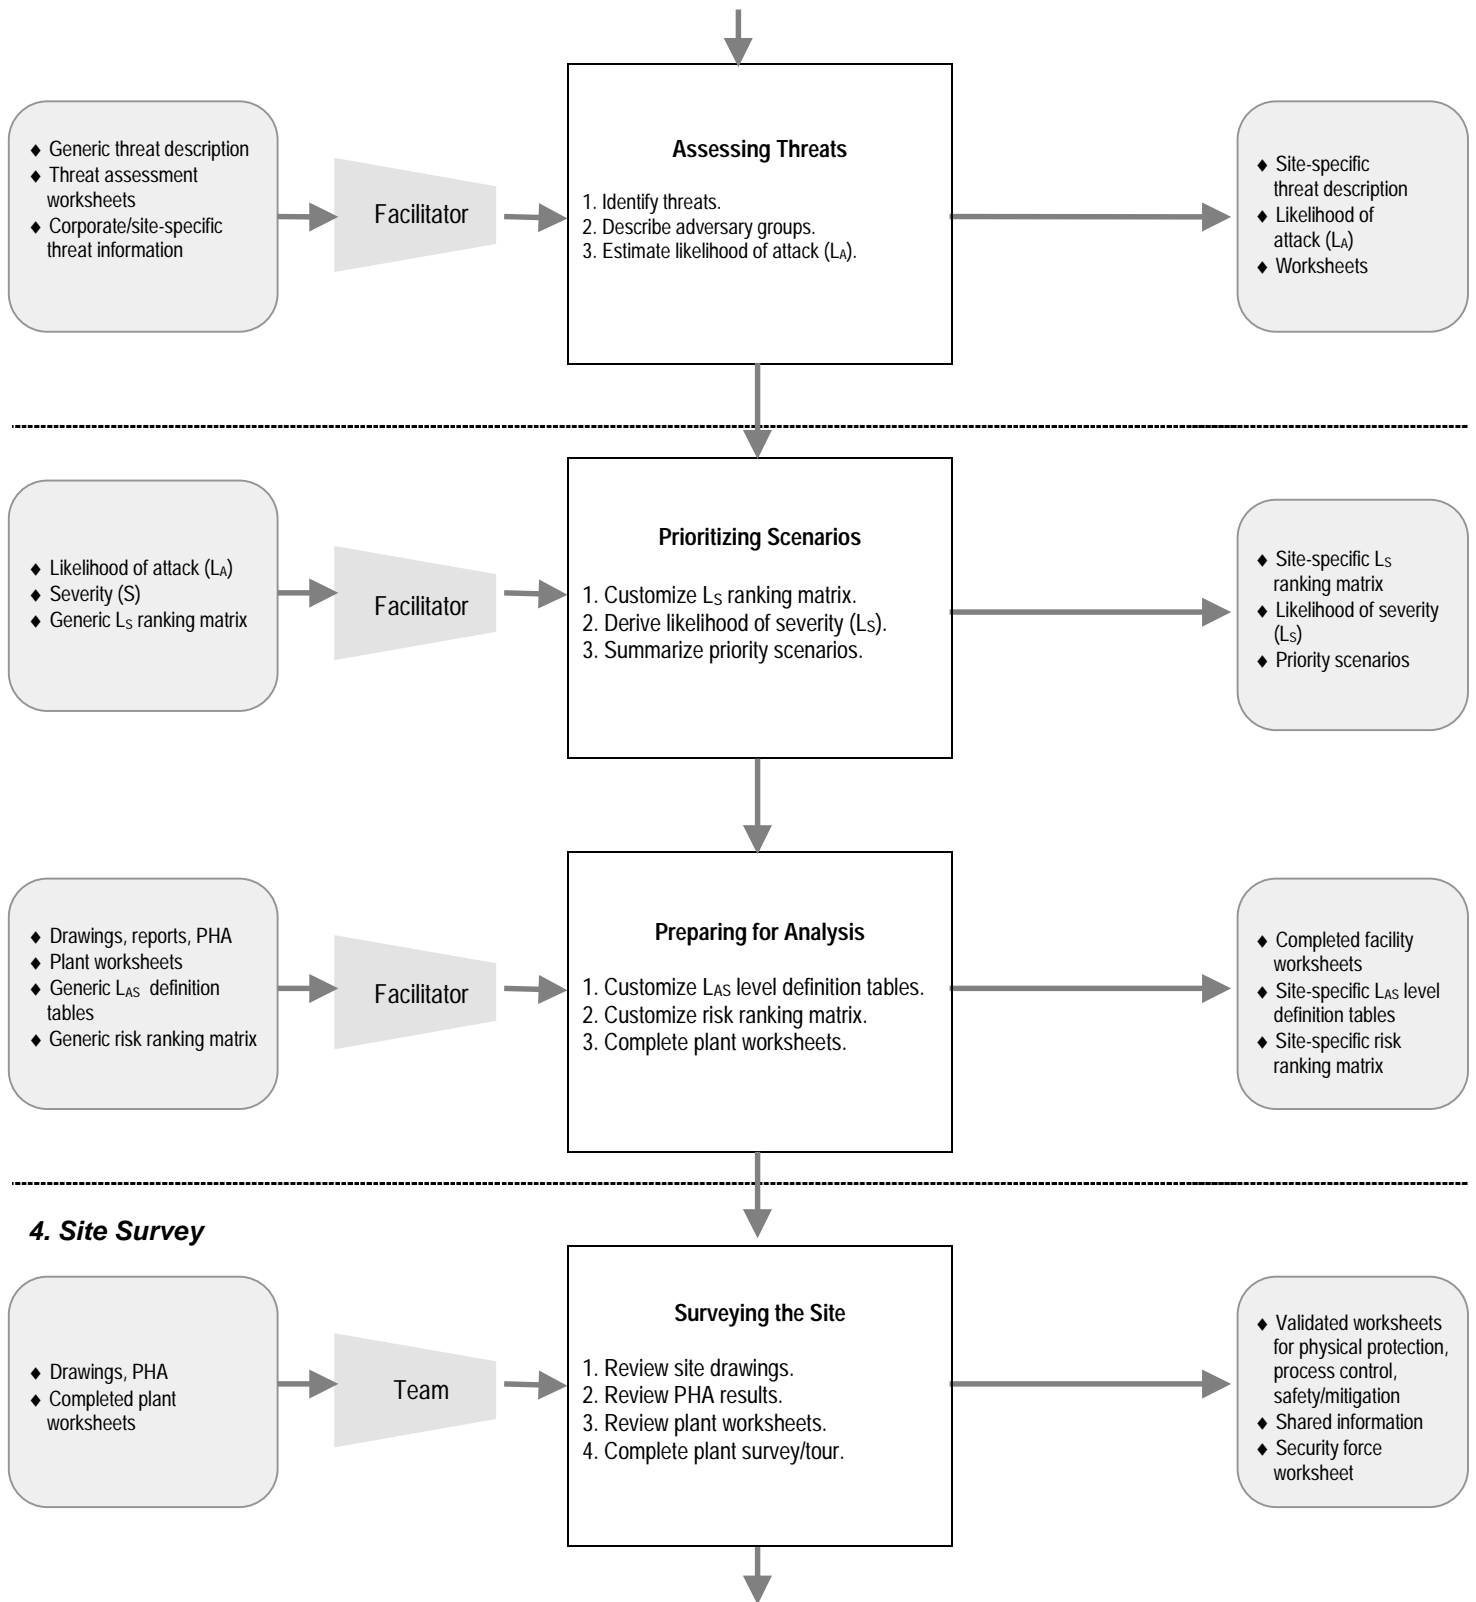 ♦ Generic threat description
♦ Threat assessment
worksheets
♦ Corporate/site-specific
threat information
Facilitator
Assessing Threats
1. Identify threats.
2. Describe adversary groups.
3. Estimate likelihood of attack (LA).
♦ Site-specific
threat description
♦ Likelihood of
attack (LA)
♦ Worksheets
♦ Likelihood of attack (LA)
♦ Severity (S)
♦ Generic LS ranking matrix
Facilitator
Prioritizing Scenarios
1. Customize LS ranking matrix.
2. Derive likelihood of severity (LS).
3. Summarize priority scenarios.
♦ Site-specific LS
ranking matrix
♦ Likelihood of severity
(LS)
♦ Priority scenarios
♦ Drawings, reports, PHA
♦ Plant worksheets
♦ Generic LAS definition
tables
♦ Generic risk ranking matrix
Facilitator
Preparing for Analysis
1. Customize LAS level definition tables.
2. Customize risk ranking matrix.
3. Complete plant worksheets.
♦ Completed facility
worksheets
♦ Site-specific LAS level
definition tables
♦ Site-specific risk
ranking matrix
4. Site Survey
♦ Drawings, PHA
♦ Completed plant
worksheets
Team
Surveying the Site
1. Review site drawings.
2. Review PHA results.
3. Review plant worksheets.
4. Complete plant survey/tour.
♦ Validated worksheets
for physical protection,
process control,
safety/mitigation
♦ Shared information
♦ Security force
worksheet